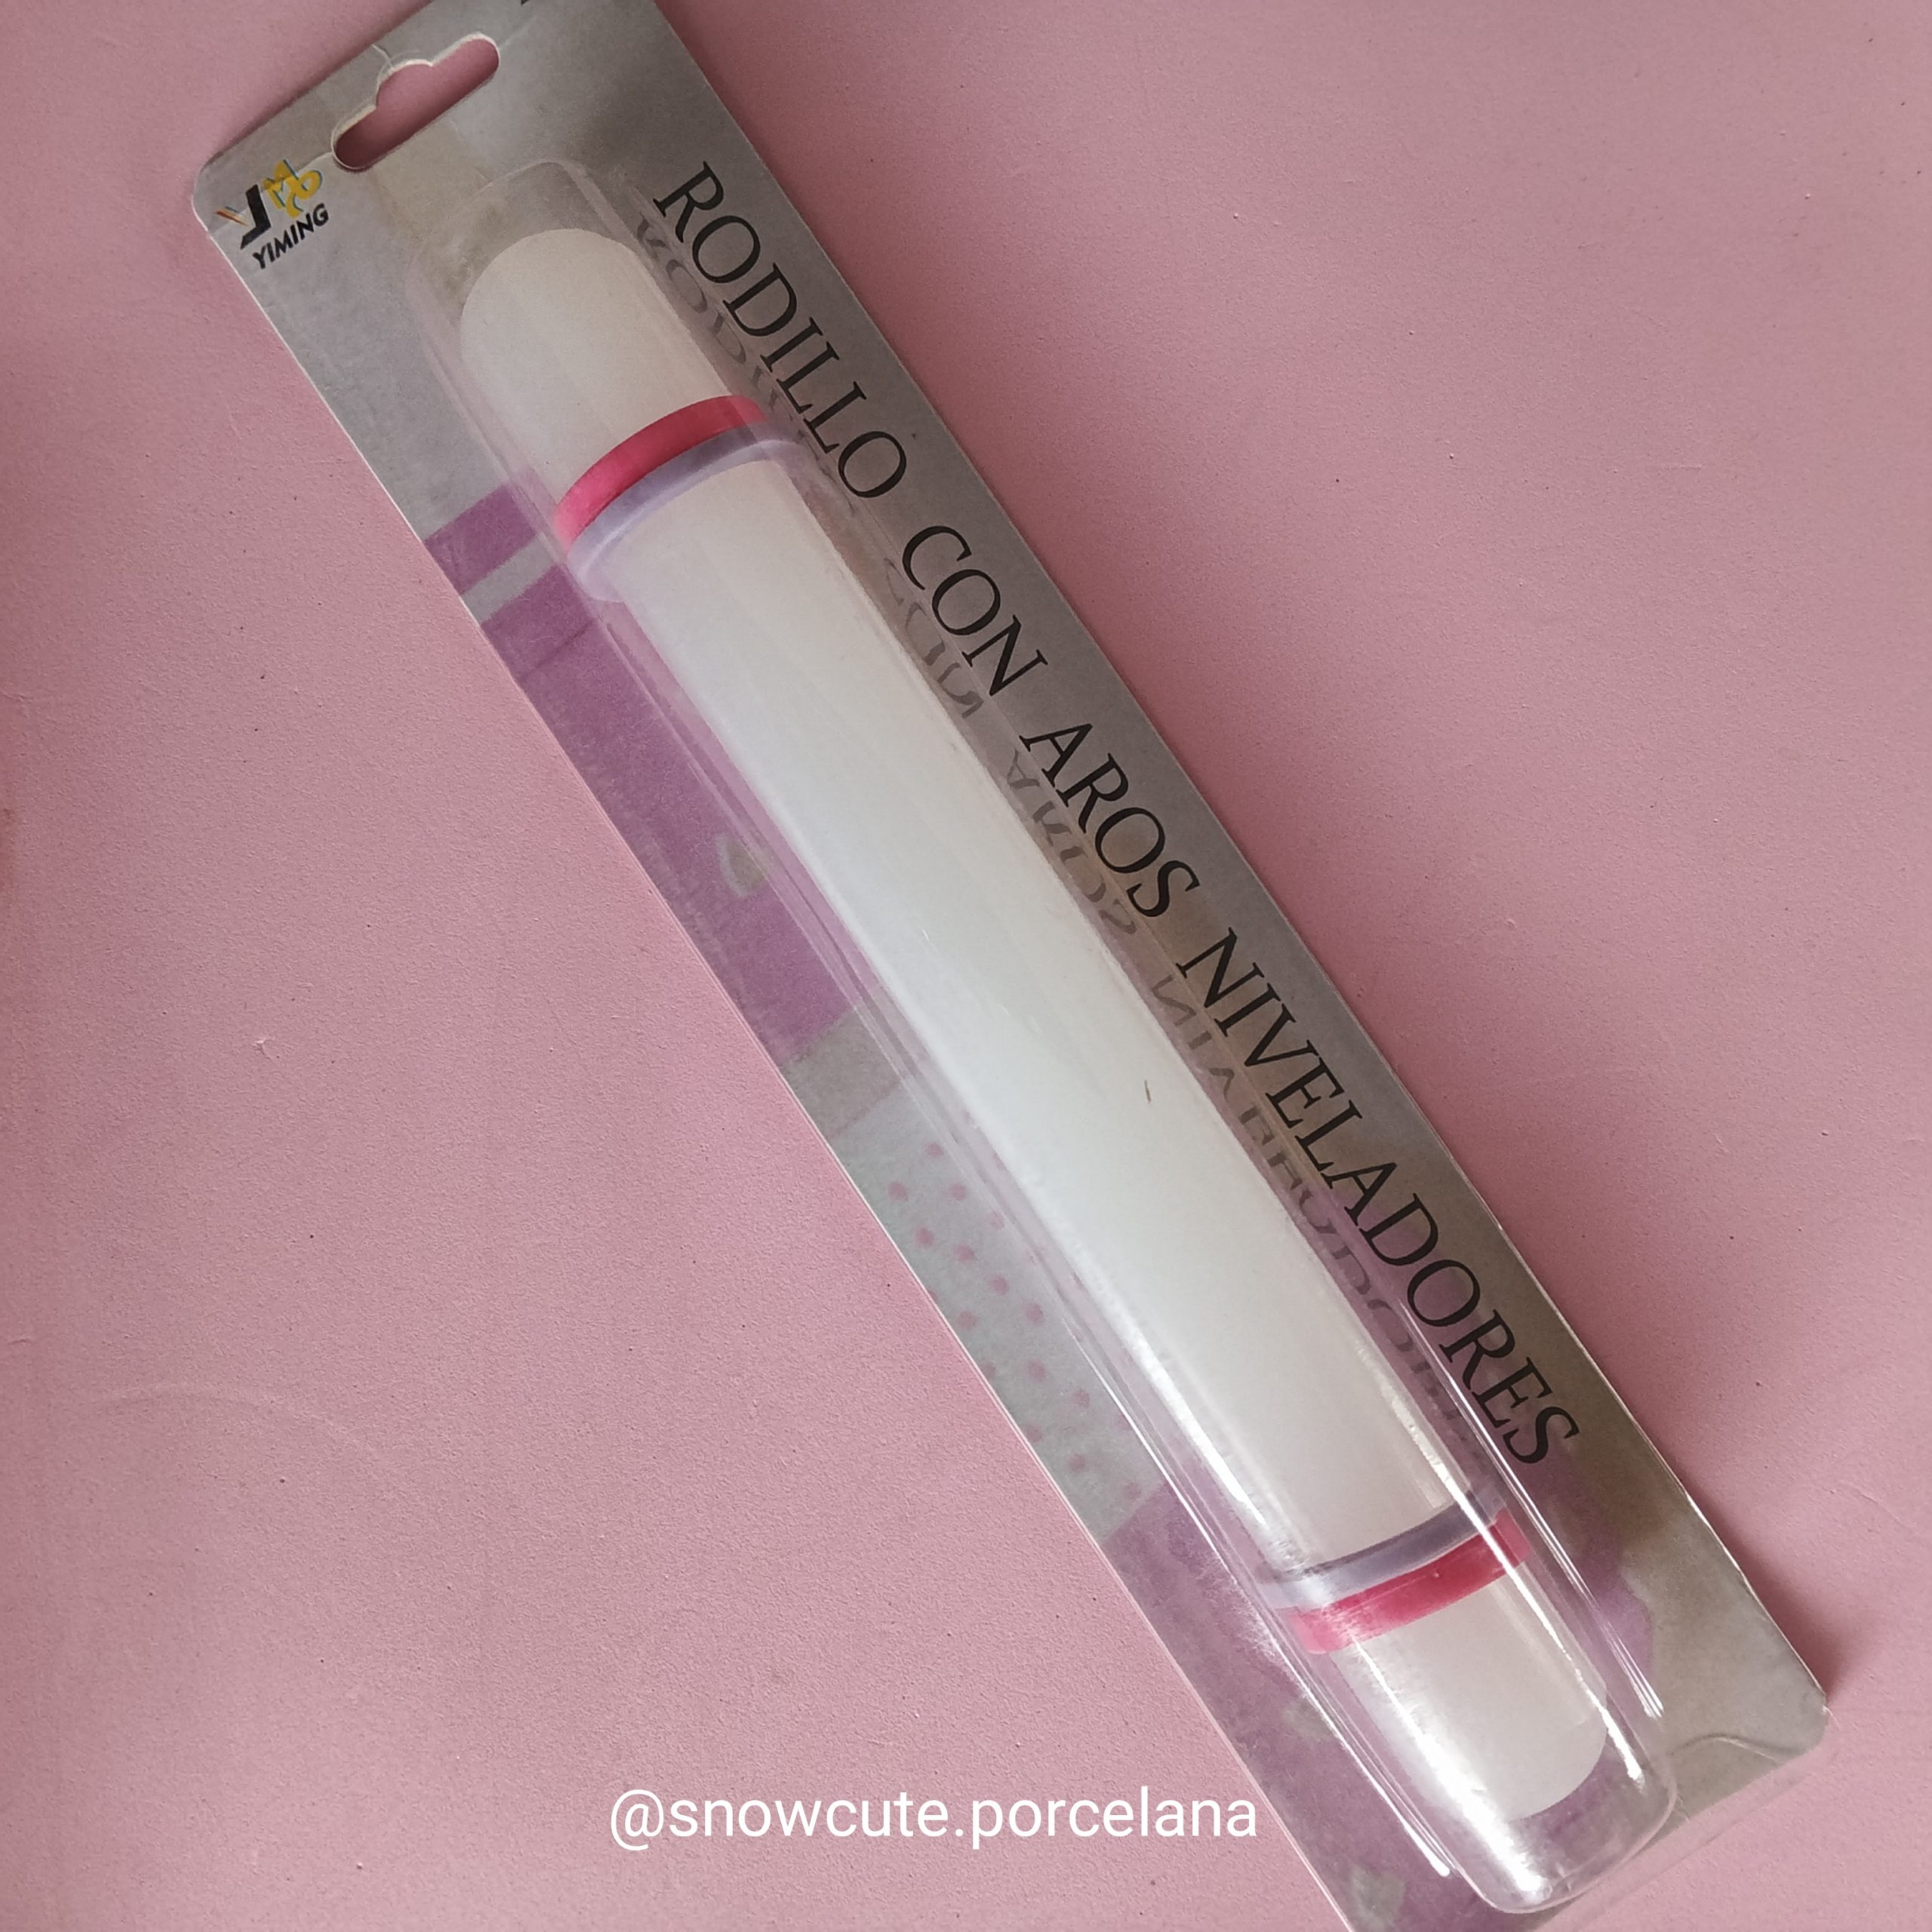 YIMING
RODILLO CON AROS NIVELADORES
@snowcute.porcelana